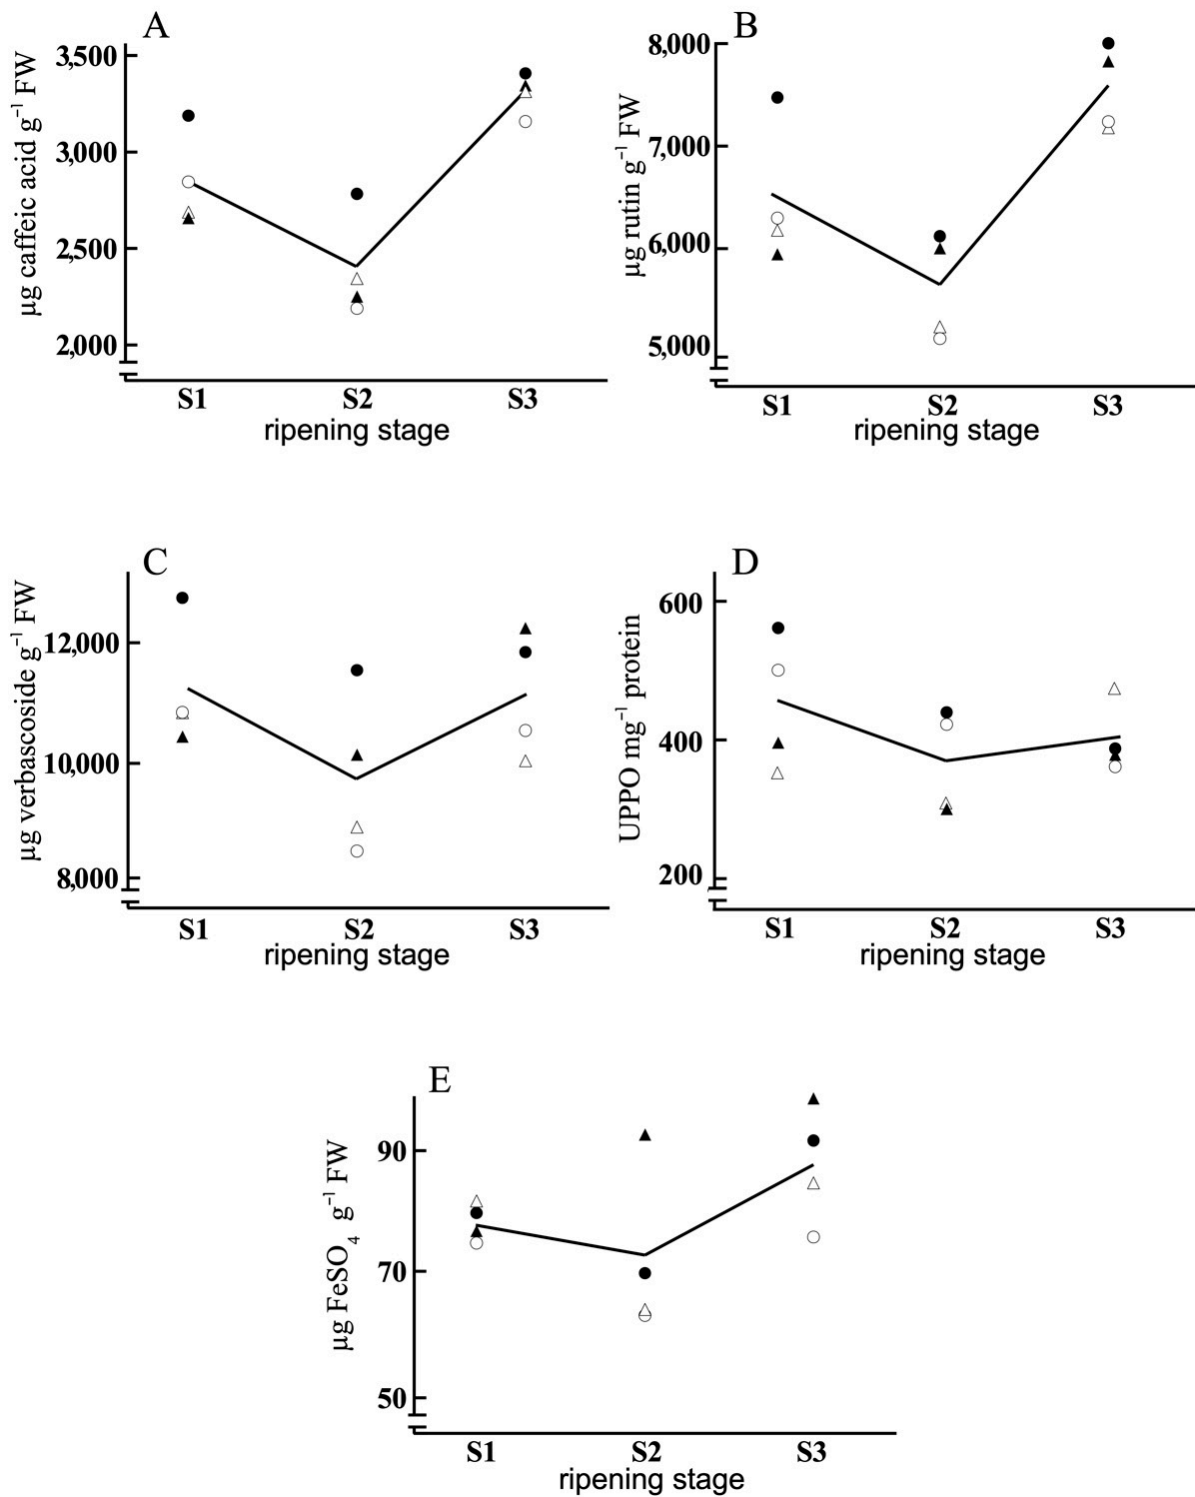 A
µg caffeic acid g⁻¹ FW
3,500
3,000
2,500
2,000
S1 S2 S3
ripening stage
B
µg rutin g⁻¹ FW
8,000
7,000
6,000
5,000
S1 S2 S3
ripening stage
C
µg verbascoside g⁻¹ FW
12,000
10,000
8,000
S1 S2 S3
ripening stage
D
UPPO mg⁻¹ protein
600
400
200
S1 S2 S3
ripening stage
E
µg FeSO₄ g⁻¹ FW
90
70
50
S1 S2 S3
ripening stage